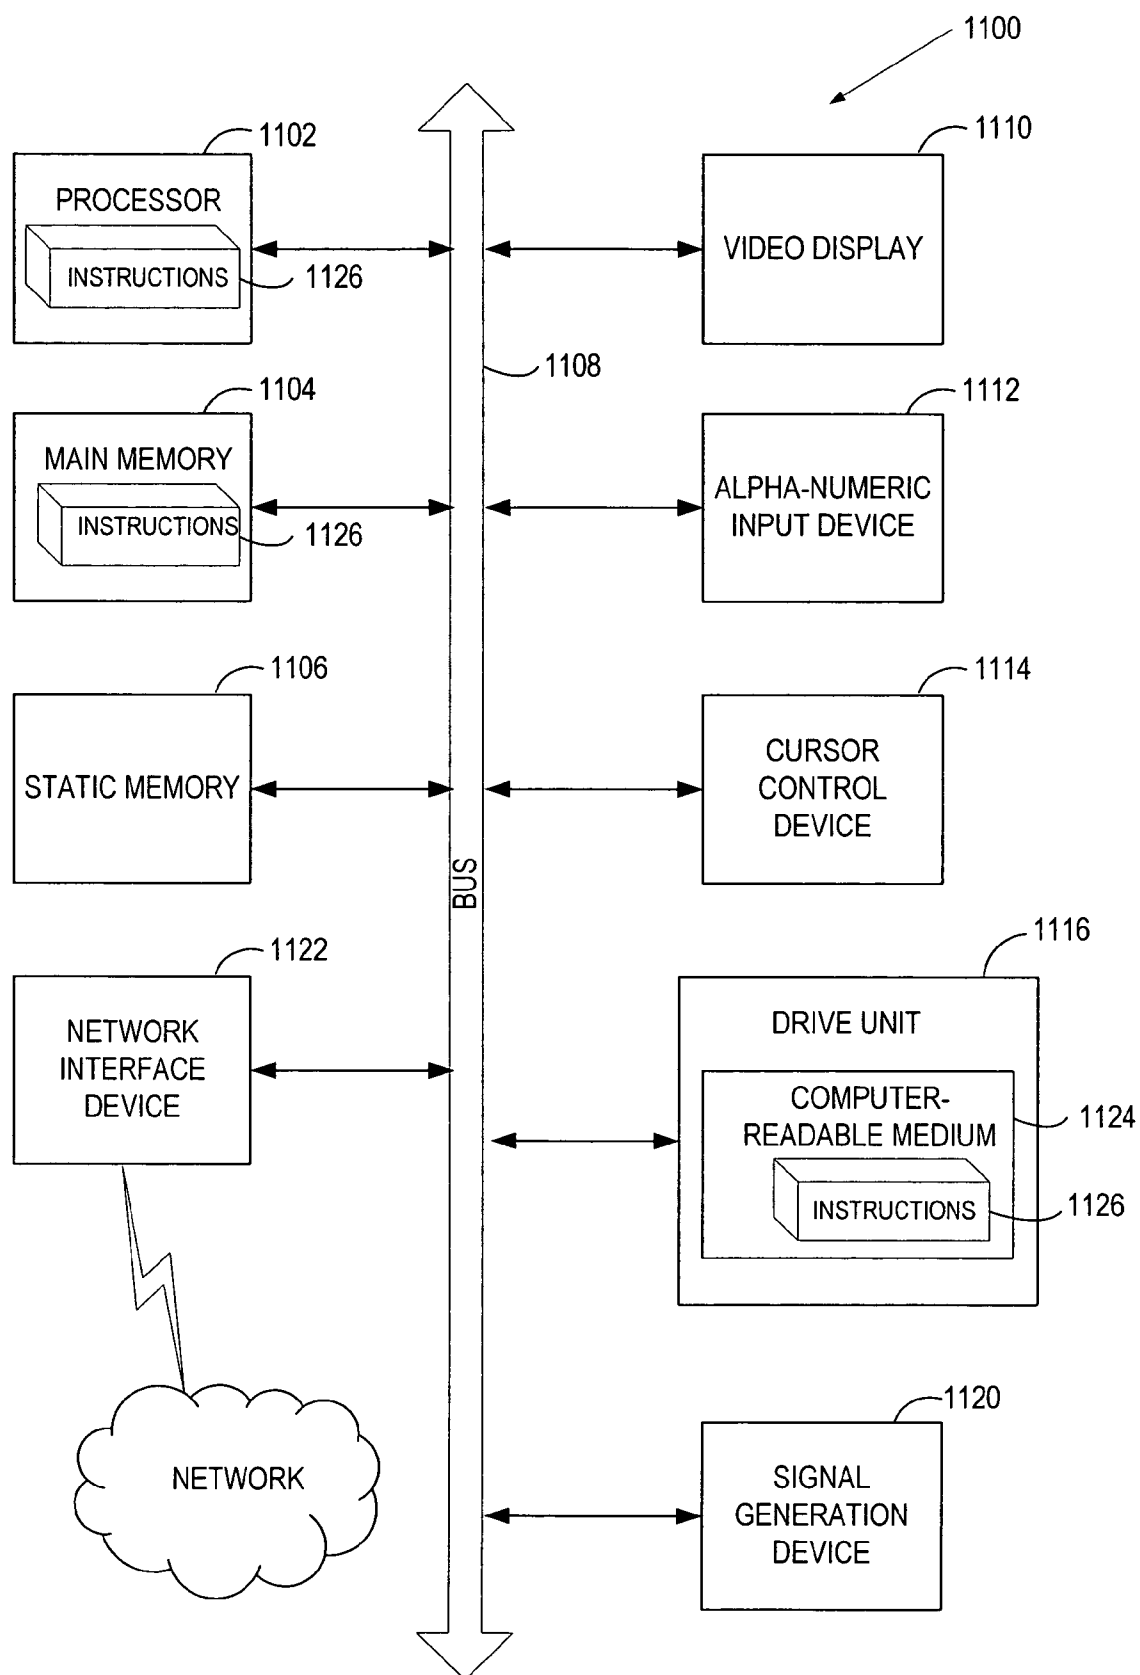 1100
1102
PROCESSOR
INSTRUCTIONS
1126
1110
VIDEO DISPLAY
1108
1104
MAIN MEMORY
INSTRUCTIONS
1126
1112
ALPHA-NUMERIC
INPUT DEVICE
1106
STATIC MEMORY
1114
CURSOR
CONTROL
DEVICE
BUS
1122
NETWORK
INTERFACE
DEVICE
1116
DRIVE UNIT
COMPUTER-
READABLE MEDIUM
1124
INSTRUCTIONS
1126
NETWORK
1120
SIGNAL
GENERATION
DEVICE